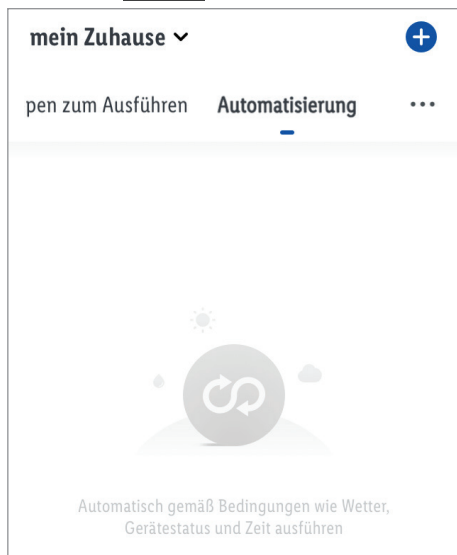 mein Zuhause
pen zum Ausführen Automatisierung
Automatisch gemäß Bedingungen wie Wetter,
Gerätestatus und Zeit ausführen